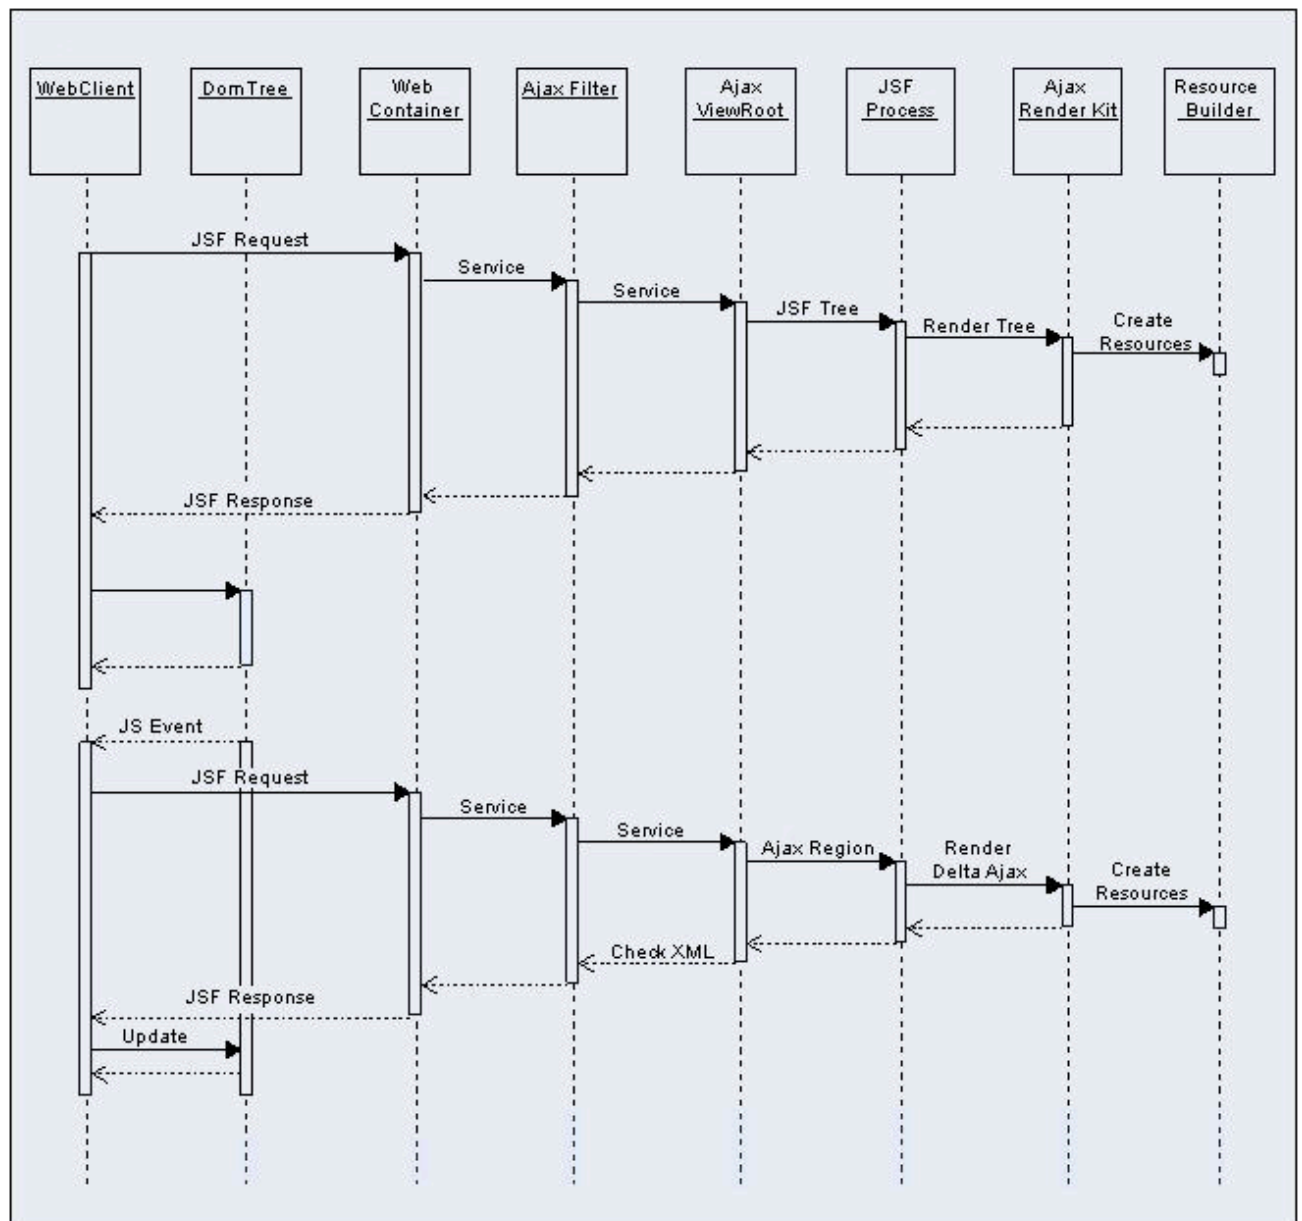 WebClient
DomTree
Web
Container
Ajax Filter
Ajax
ViewRoot
JSF
Process
Ajax
Render Kit
Resource
Builder
JSF Request
Service
Service
JSF Tree
Render Tree
Create
Resources
JSF Response
JS Event
JSF Request
Service
Service
Ajax Region
Render
Delta Ajax
Create
Resources
Check XML
JSF Response
Update